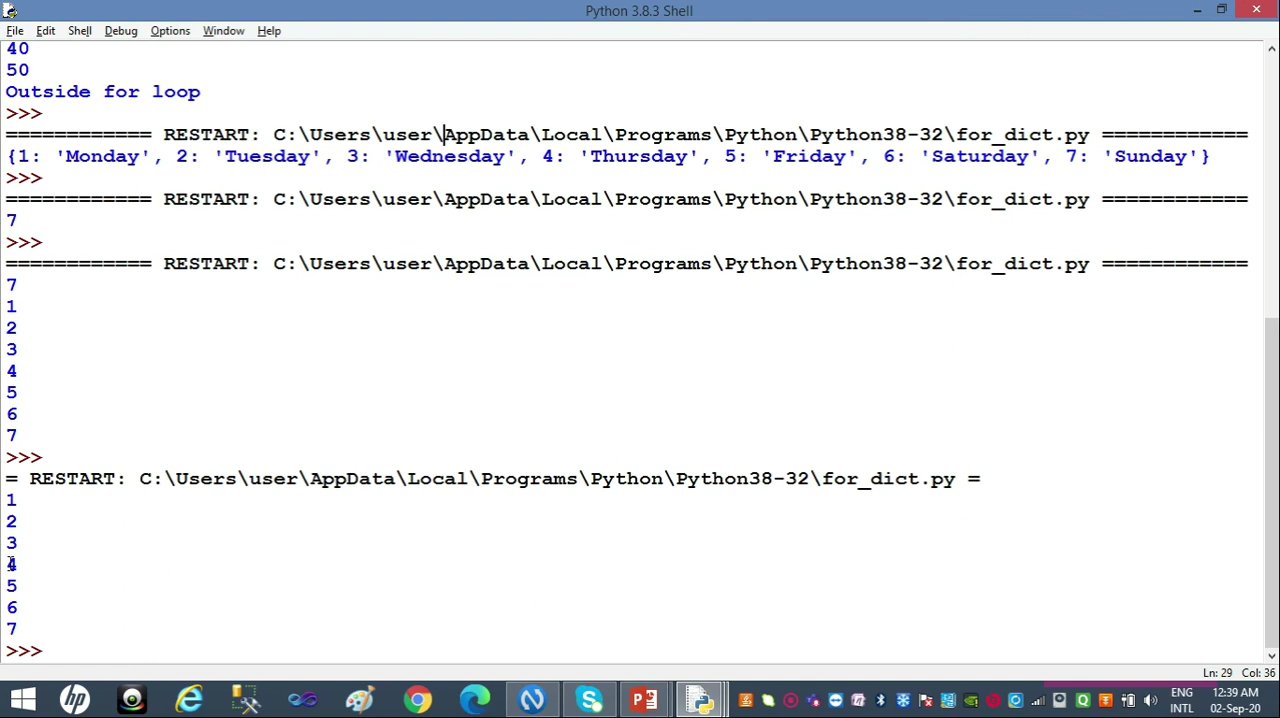 Python 3.8.3 Shell
File Edit Shell Debug Options Window Help
40
50
Outside for loop
>>>
============ RESTART: C:\Users\user\AppData\Local\Programs\Python\Python38-32\for_dict.py ============
{1: 'Monday', 2: 'Tuesday', 3: 'Wednesday', 4: 'Thursday', 5: 'Friday', 6: 'Saturday', 7: 'Sunday'}
>>>
============ RESTART: C:\Users\user\AppData\Local\Programs\Python\Python38-32\for_dict.py ============
7
>>>
============ RESTART: C:\Users\user\AppData\Local\Programs\Python\Python38-32\for_dict.py ============
7
1
2
3
4
5
6
7
>>>
= RESTART: C:\Users\user\AppData\Local\Programs\Python\Python38-32\for_dict.py =
1
2
3
4
5
6
7
>>>
Ln: 29 Col: 36
ENG 12:39 AM
INTL 02-Sep-20